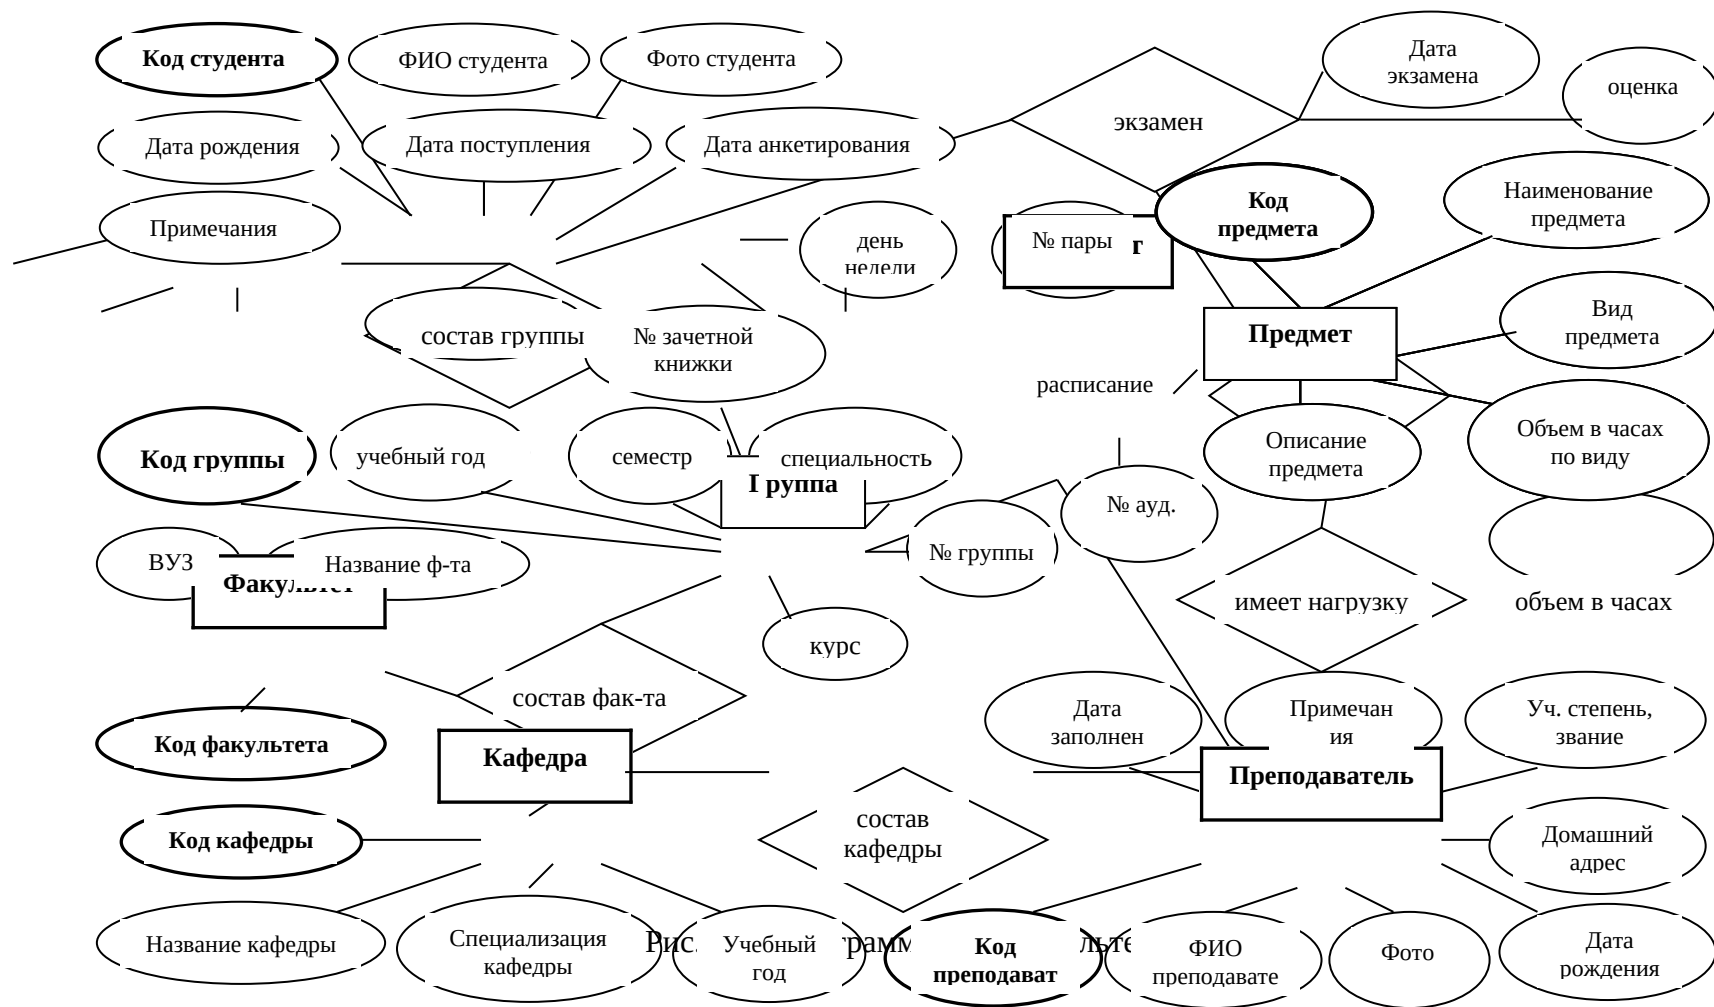 Код студента
ФИО студента
Фото студента
Дата
экзамена
оценка
экзамен
Дата рождения
Дата поступления
Дата анкетирования
Примечания
Код
предмета
Наименование
предмета
день
недели
№ пары
г
состав группы
№ зачетной
книжки
Предмет
Вид
предмета
расписание
Код группы
учебный год
семестр
специальность
Группа
Описание
предмета
Объем в часах
по виду
№ ауд.
№ группы
ВУЗ
Название ф-та
Факультет
имеет нагрузку
объем в часах
курс
состав фак-та
Дата
заполнен
Примечан
ия
Уч. степень,
звание
Код факультета
Кафедра
Преподаватель
Код кафедры
состав
кафедры
Домашний
адрес
Название кафедры
Специализация
кафедры
Рис.
Учебный
год
Код
преподават
ФИО
преподавате
Фото
Дата
рождения